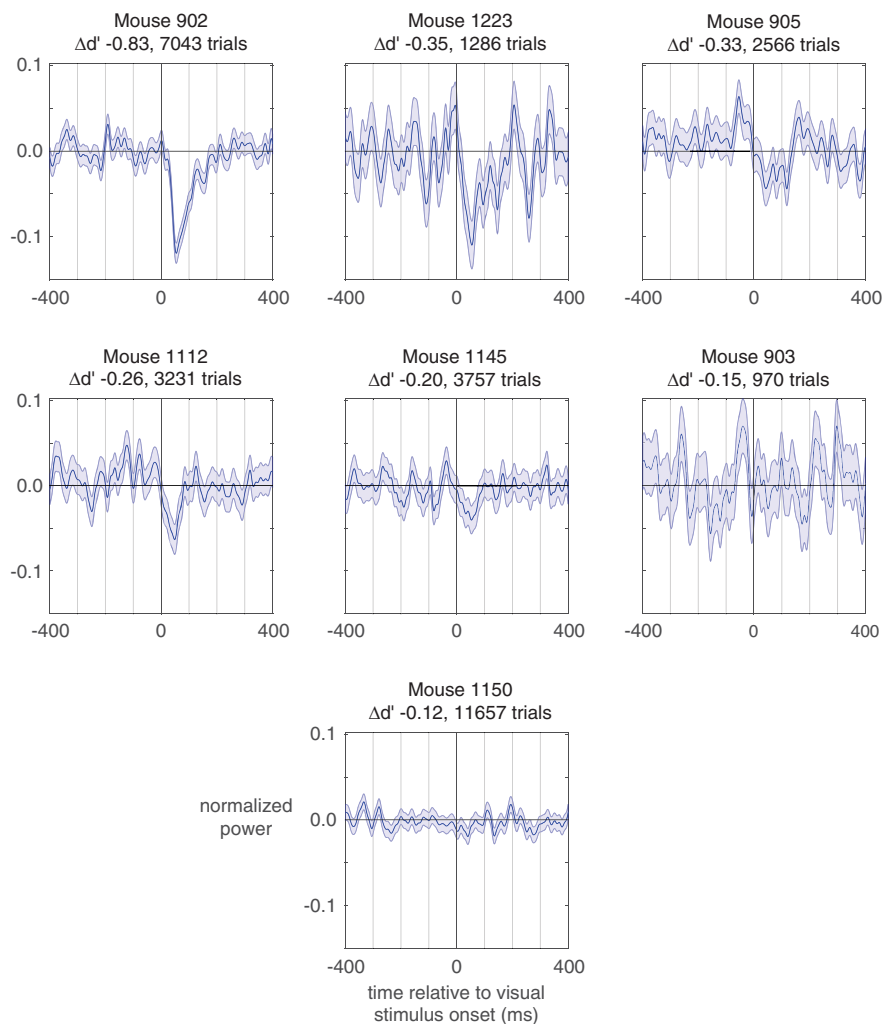 Mouse 902
Δd' -0.83, 7043 trials
Mouse 1223
Δd' -0.35, 1286 trials
Mouse 905
Δd' -0.33, 2566 trials
0.1
0.0
-0.1
-400
0
400
-400
0
400
-400
0
400
Mouse 1112
Δd' -0.26, 3231 trials
Mouse 1145
Δd' -0.20, 3757 trials
Mouse 903
Δd' -0.15, 970 trials
0.1
0.0
-0.1
-400
0
400
-400
0
400
-400
0
400
Mouse 1150
Δd' -0.12, 11657 trials
0.1
normalized
power
0.0
-0.1
-400
0
400
time relative to visual
stimulus onset (ms)